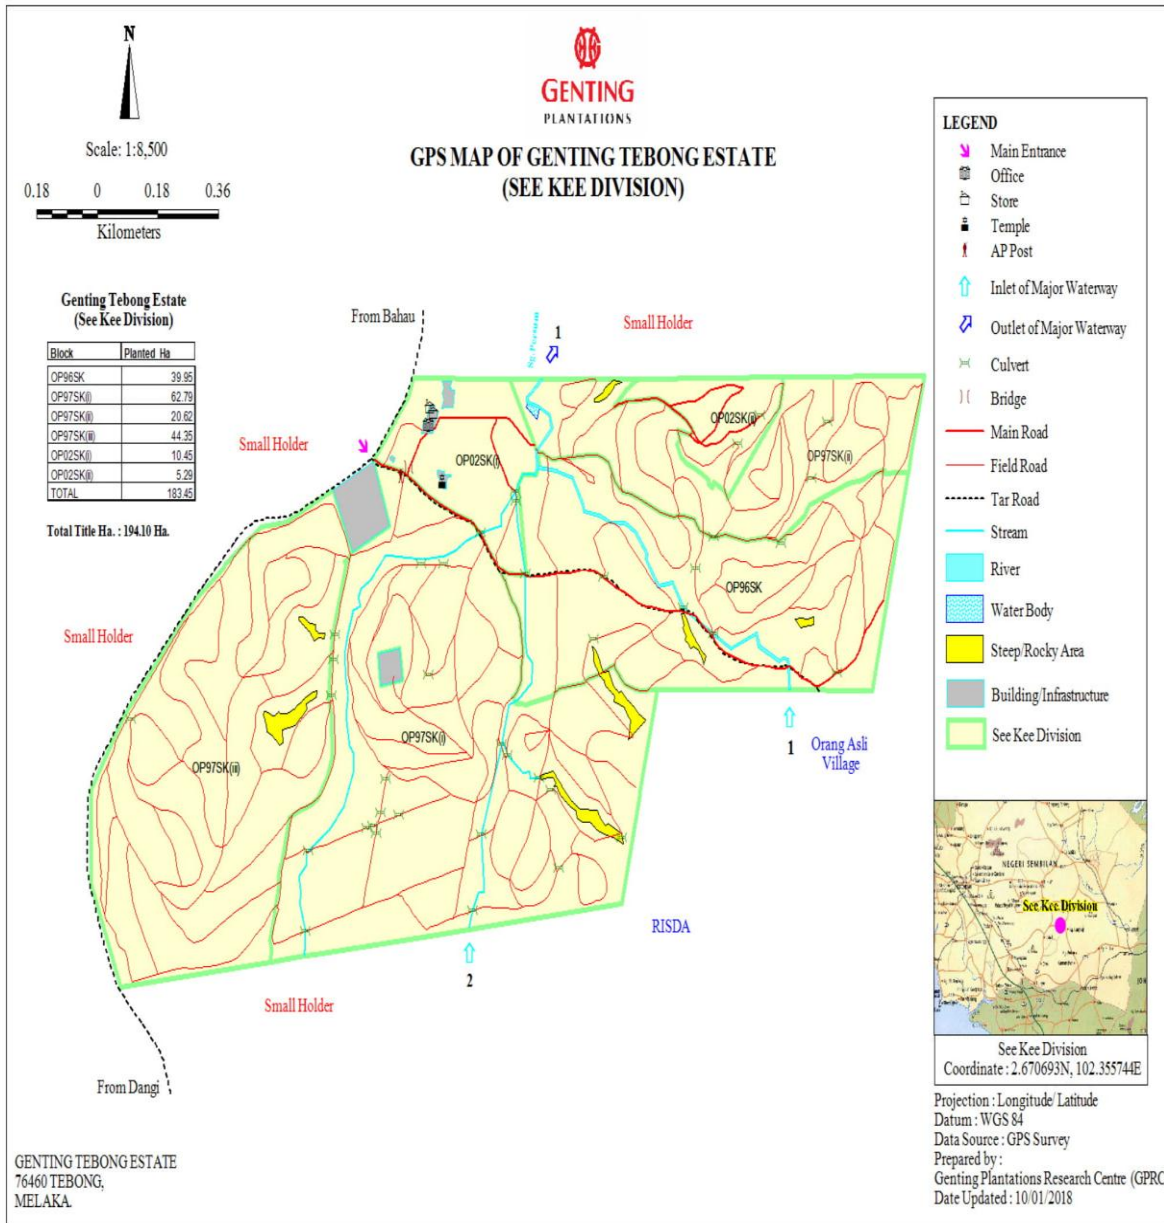 N
Scale: 1:8,500
0.18 0 0.18 0.36
Kilometers
GENTING
PLANTATIONS
GPS MAP OF GENTING TEBONG ESTATE
(SEE KEE DIVISION)
Genting Tebong Estate
(See Kee Division)
Block Planted Ha
OP96SK 39.95
OP97SK(i) 62.79
OP97SK(ii) 20.62
OP97SK(iii) 44.35
OP02SK(i) 10.45
OP02SK(ii) 5.29
TOTAL 183.45
Total Title Ha. : 194.10 Ha.
From Bahau
1
Small Holder
Small Holder
OP02SK(ii)
OP97SK(ii)
OP02SK(i)
OP96SK
Small Holder
OP97SK(i)
OP97SK(iii)
1
Orang Asli
Village
RISDA
2
Small Holder
From Dangi
GENTING TEBONG ESTATE
76460 TEBONG,
MELAKA.
LEGEND
Main Entrance
Office
Store
Temple
AP Post
Inlet of Major Waterway
Outlet of Major Waterway
Culvert
Bridge
Main Road
Field Road
Tar Road
Stream
River
Water Body
Steep/Rocky Area
Building/Infrastructure
See Kee Division
NEGERI SEMBILAN
See Kee Division
See Kee Division
Coordinate : 2.670693N, 102.355744E
Projection : Longitude/ Latitude
Datum : WGS 84
Data Source : GPS Survey
Prepared by :
Genting Plantations Research Centre (GPRC
Date Updated : 10/01/2018